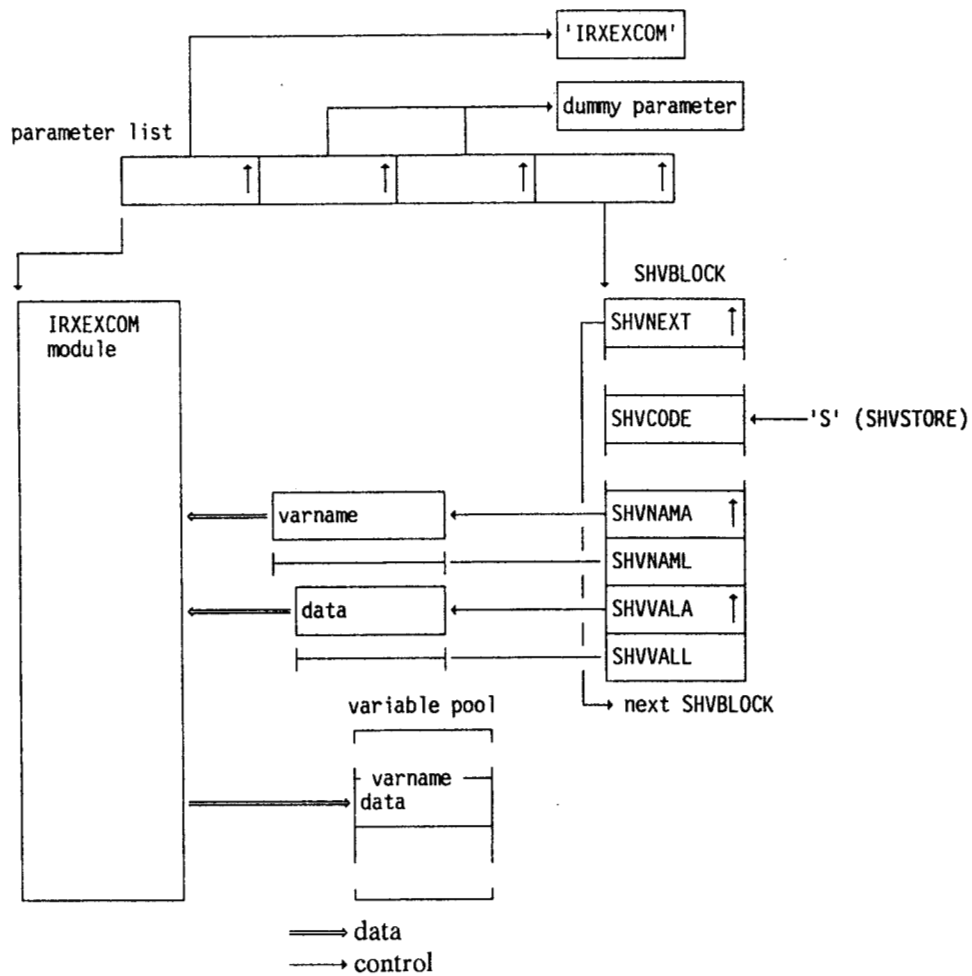 'IRXEXCOM'
dummy parameter
parameter list
SHVBLOCK
IRXEXCOM
module
SHVNEXT
SHVCODE
'S' (SHVSTORE)
varname
SHVNAMA
SHVNAML
data
SHVVALA
SHVVALL
next SHVBLOCK
variable pool
varname
data
data
control